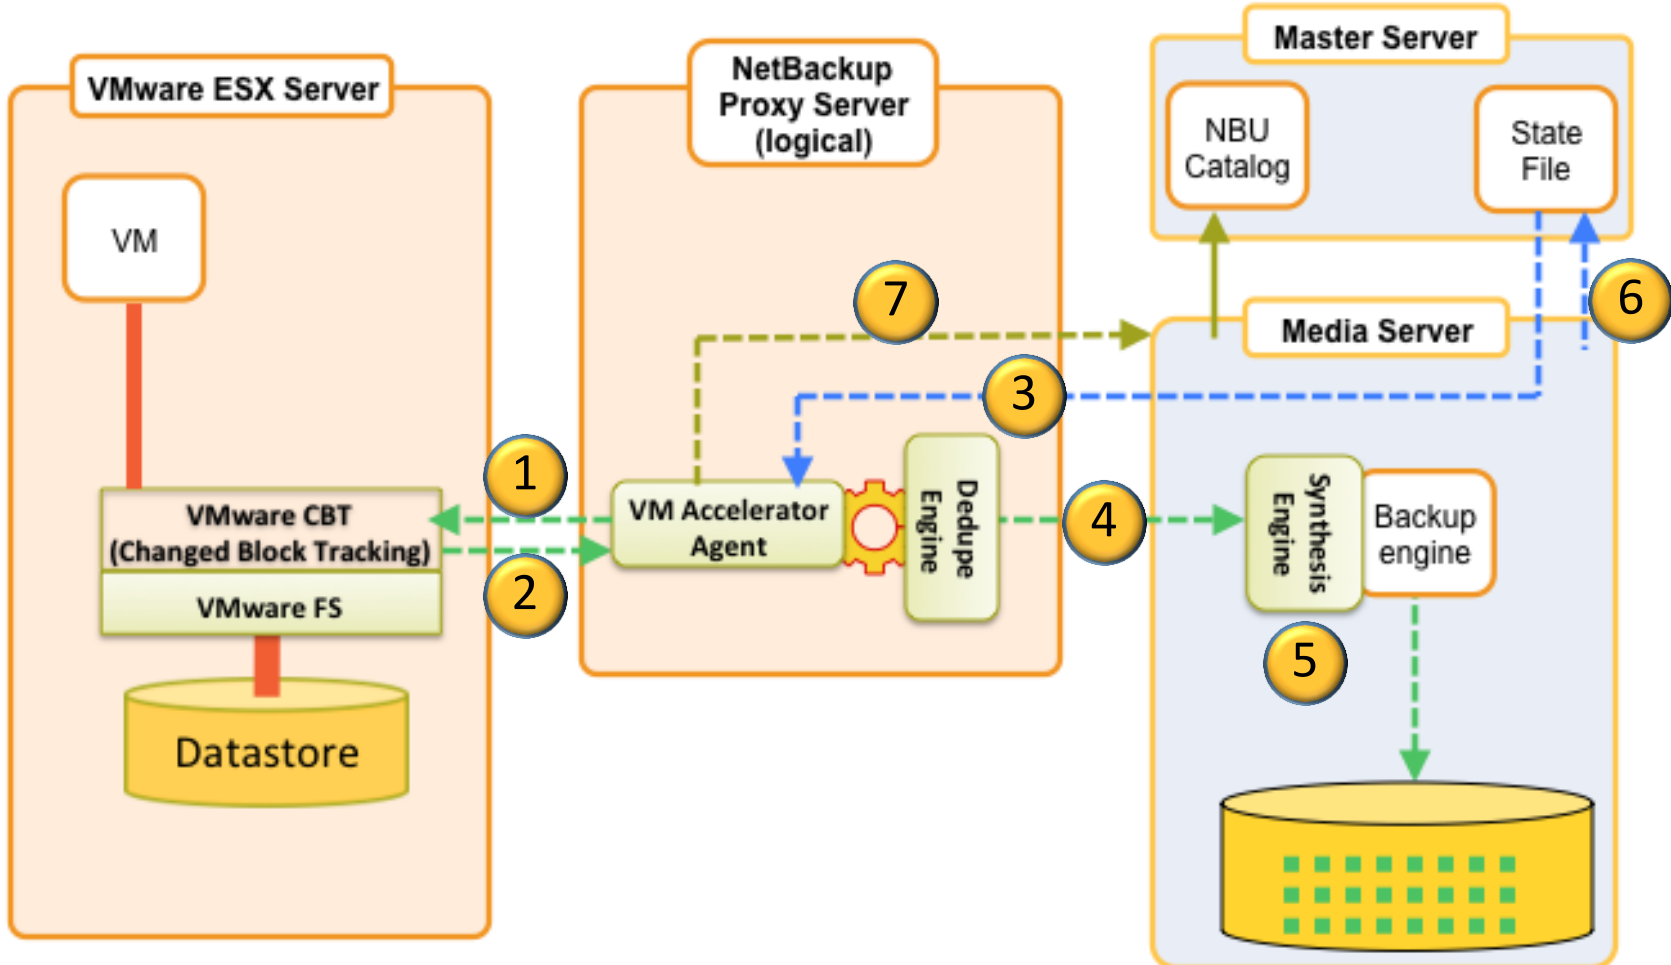 VMware ESX Server
VM
VMware CBT
(Changed Block Tracking)
VMware FS
Datastore
1
2
NetBackup
Proxy Server
(logical)
7
3
VM Accelerator
Agent
Dedupe
Engine
4
Master Server
NBU
Catalog
State
File
6
Media Server
Synthesis
Engine
Backup
engine
5